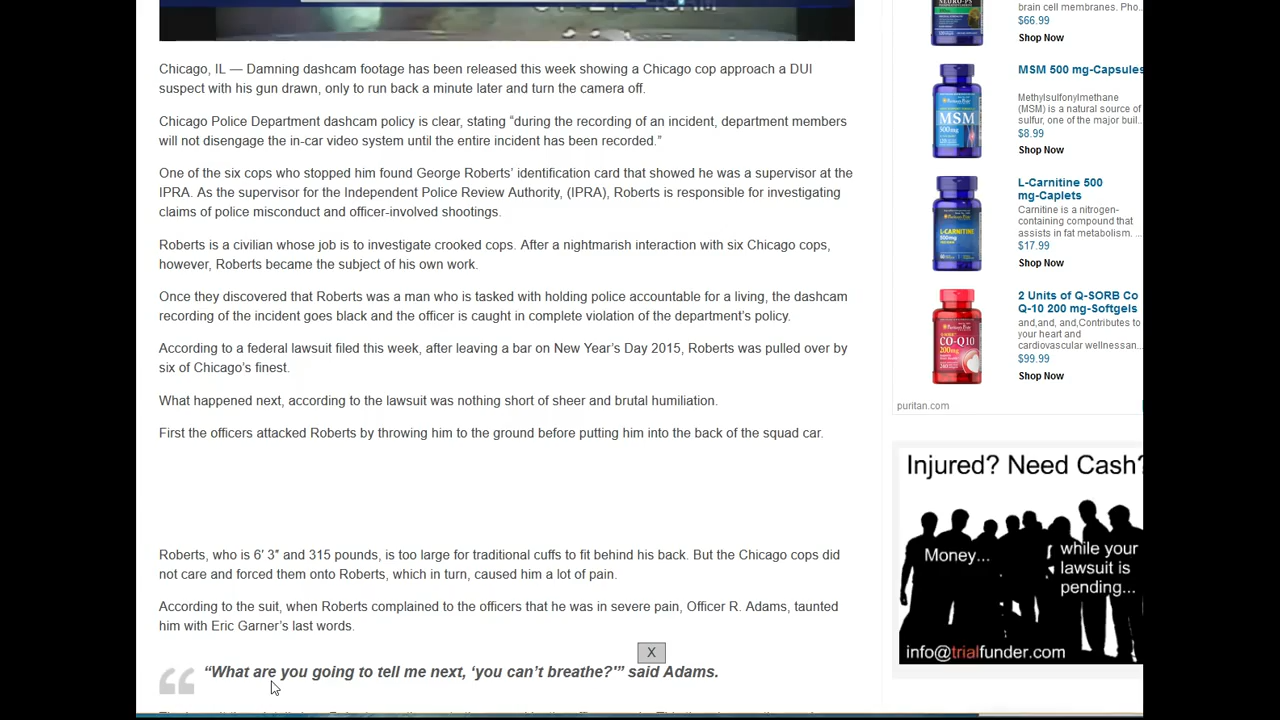 Chicago, IL — Damning dashcam footage has been released this week showing a Chicago cop approach a DUI
suspect with his gun drawn, only to run back a minute later and turn the camera off.
Chicago Police Department dashcam policy is clear, stating “during the recording of an incident, department members
will not disengage the in-car video system until the entire incident has been recorded.”
One of the six cops who stopped him found George Roberts’ identification card that showed he was a supervisor at the
IPRA. As the supervisor for the Independent Police Review Authority, (IPRA), Roberts is responsible for investigating
claims of police misconduct and officer-involved shootings.
Roberts is a civilian whose job is to investigate crooked cops. After a nightmarish interaction with six Chicago cops,
however, Roberts became the subject of his own work.
Once they discovered that Roberts was a man who is tasked with holding police accountable for a living, the dashcam
recording of the incident goes black and the officer is caught in complete violation of the department’s policy.
According to a federal lawsuit filed this week, after leaving a bar on New Year’s Day 2015, Roberts was pulled over by
six of Chicago’s finest.
What happened next, according to the lawsuit was nothing short of sheer and brutal humiliation.
First the officers attacked Roberts by throwing him to the ground before putting him into the back of the squad car.
Roberts, who is 6′ 3″ and 315 pounds, is too large for traditional cuffs to fit behind his back. But the Chicago cops did
not care and forced them onto Roberts, which in turn, caused him a lot of pain.
According to the suit, when Roberts complained to the officers that he was in severe pain, Officer R. Adams, taunted
him with Eric Garner’s last words.
X
“What are you going to tell me next, ‘you can’t breathe?’” said Adams.
brain cell membranes. Pho...
$66.99
Shop Now
MSM 500 mg-Capsules
Methylsulfonylmethane
(MSM) is a natural source of
sulfur, one of the major buil...
$8.99
Shop Now
MSM
500mg
L-Carnitine 500
mg-Caplets
Carnitine is a nitrogen-
containing compound that
assists in fat metabolism. ...
$17.99
Shop Now
L-CARNITINE
500mg
2 Units of Q-SORB Co
Q-10 200 mg-Softgels
and,and, and,Contributes to
your heart and
cardiovascular wellnessan...
$99.99
Shop Now
CO-Q10
200mg
puritan.com
Injured? Need Cash?
Money...
while your
lawsuit is
pending...
info@trialfunder.com